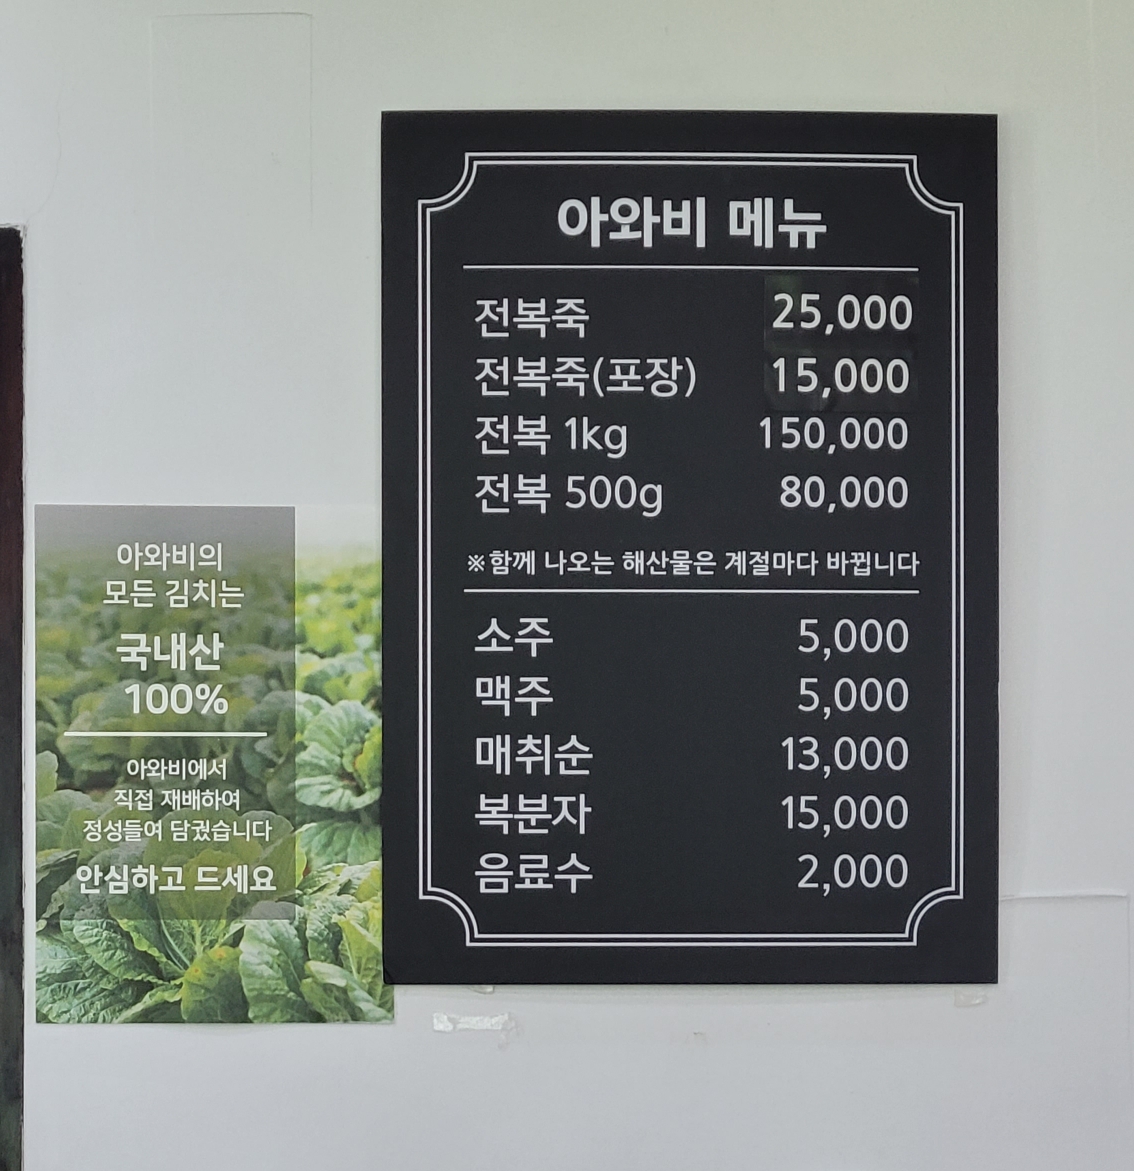 아와비 메뉴
전복죽 25,000
전복죽(포장) 15,000
전복 1kg 150,000
전복 500g 80,000
※함께 나오는 해산물은 계절마다 바뀝니다
소주 5,000
맥주 5,000
매취순 13,000
복분자 15,000
음료수 2,000
아와비의
모든 김치는
국내산
100%
아와비에서
직접 재배하여
정성들여 담궜습니다
안심하고 드세요